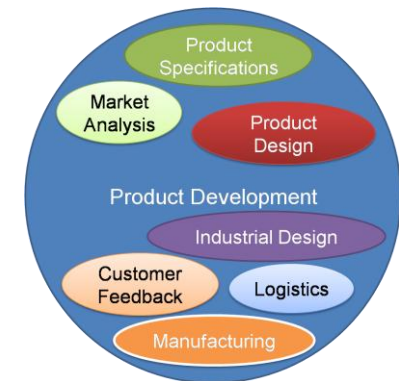 Product
Specifications
Market
Analysis
Product
Design
Product Development
Industrial Design
Customer
Feedback
Logistics
Manufacturing